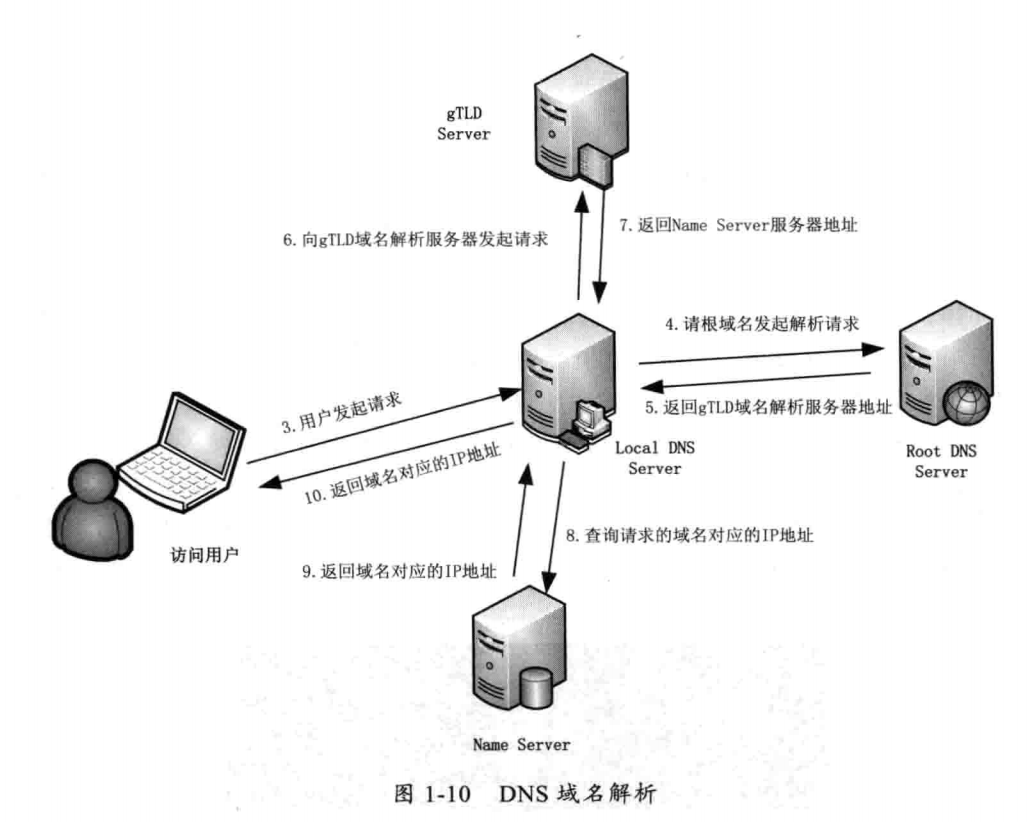 gTLD
Server
6.向gTLD域名解析服务器发起请求
7.返回Name Server服务器地址
4.请根域名发起解析请求
5.返回gTLD域名解析服务器地址
3.用户发起请求
10.返回域名对应的IP地址
Local DNS
Server
Root DNS
Server
访问用户
8.查询请求的域名对应的IP地址
9.返回域名对应的IP地址
Name Server
图 1-10 DNS 域名解析